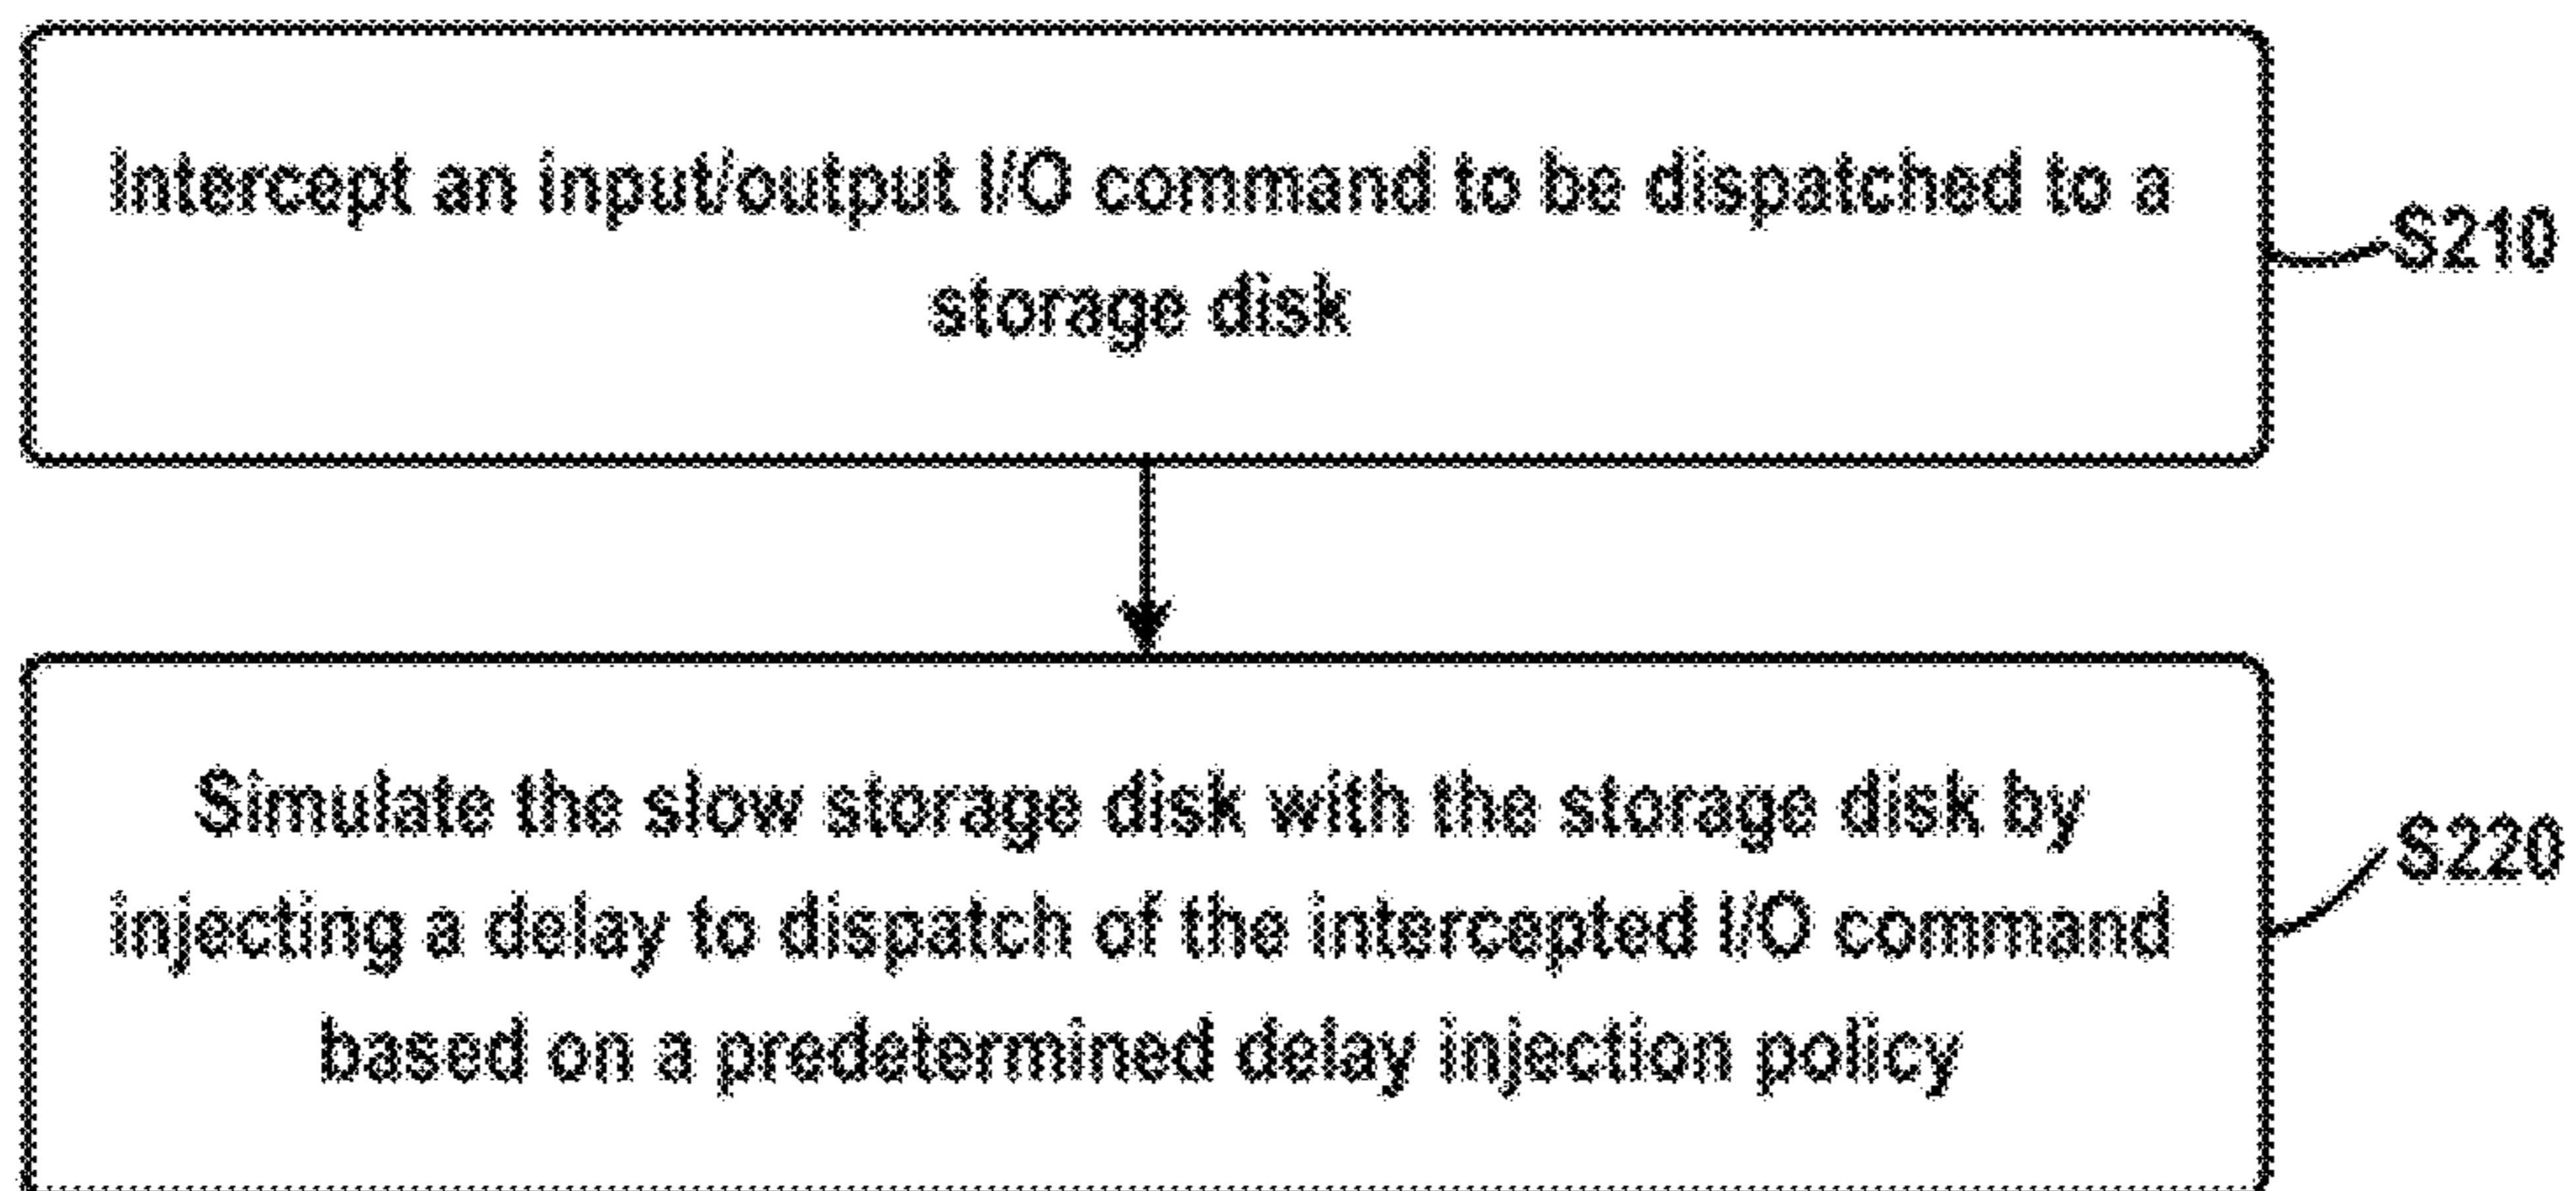 Intercept an input/output I/O command to be dispatched to a
storage disk
S210
Simulate the slow storage disk with the storage disk by
injecting a delay to dispatch of the intercepted I/O command
based on a predetermined delay injection policy
S220